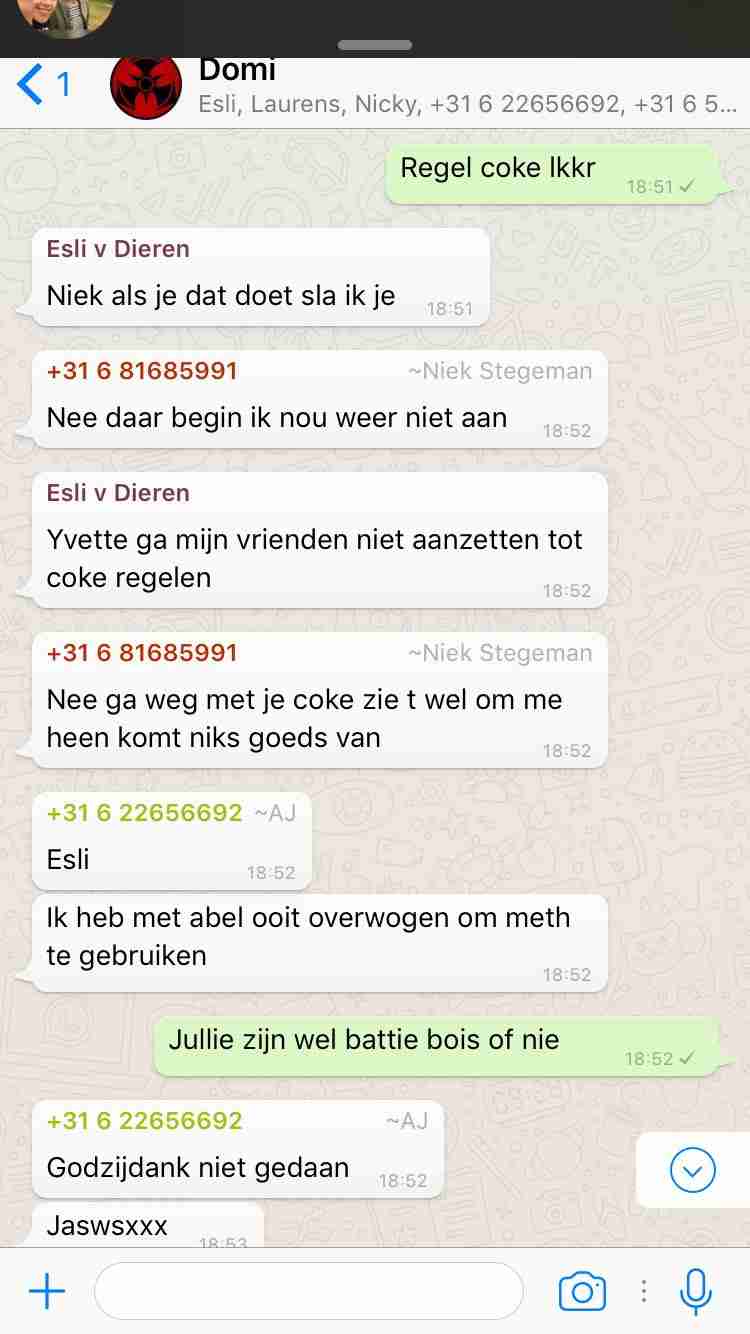 Domi
1
Esli, Laurens, Nicky, +31 6 22656692, +31 6 5...
Regel coke lkkr
18:51
Esli v Dieren
Niek als je dat doet sla ik je
18:51
+31 6 81685991 ~Niek Stegeman
Nee daar begin ik nou weer niet aan
18:52
Esli v Dieren
Yvette ga mijn vrienden niet aanzetten tot
coke regelen
18:52
+31 6 81685991 ~Niek Stegeman
Nee ga weg met je coke zie t wel om me
heen komt niks goeds van
18:52
+31 6 22656692 ~AJ
Esli
18:52
Ik heb met abel ooit overwogen om meth
te gebruiken
18:52
Jullie zijn wel battie bois of nie
18:52
+31 6 22656692 ~AJ
Godzijdank niet gedaan
18:52
Jaswsxxx
18:53